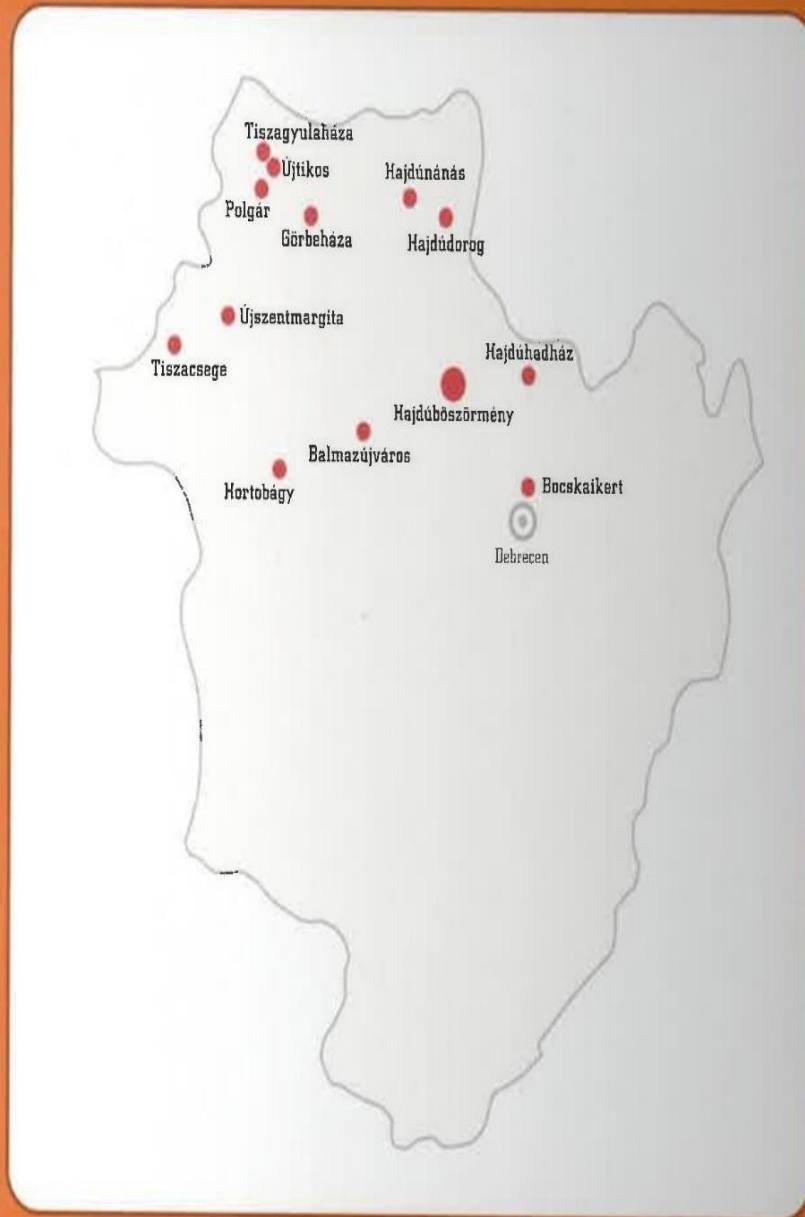 Tiszagyulaháza
Újtikos
Hajdúnánás
Polgár
Görbeháza
Hajdúdorog
Újszentmargita
Hajdúhadház
Tiszacsege
Hajdúböszörmény
Balmazújváros
Hortobágy
Bocskaikert
Debrecen